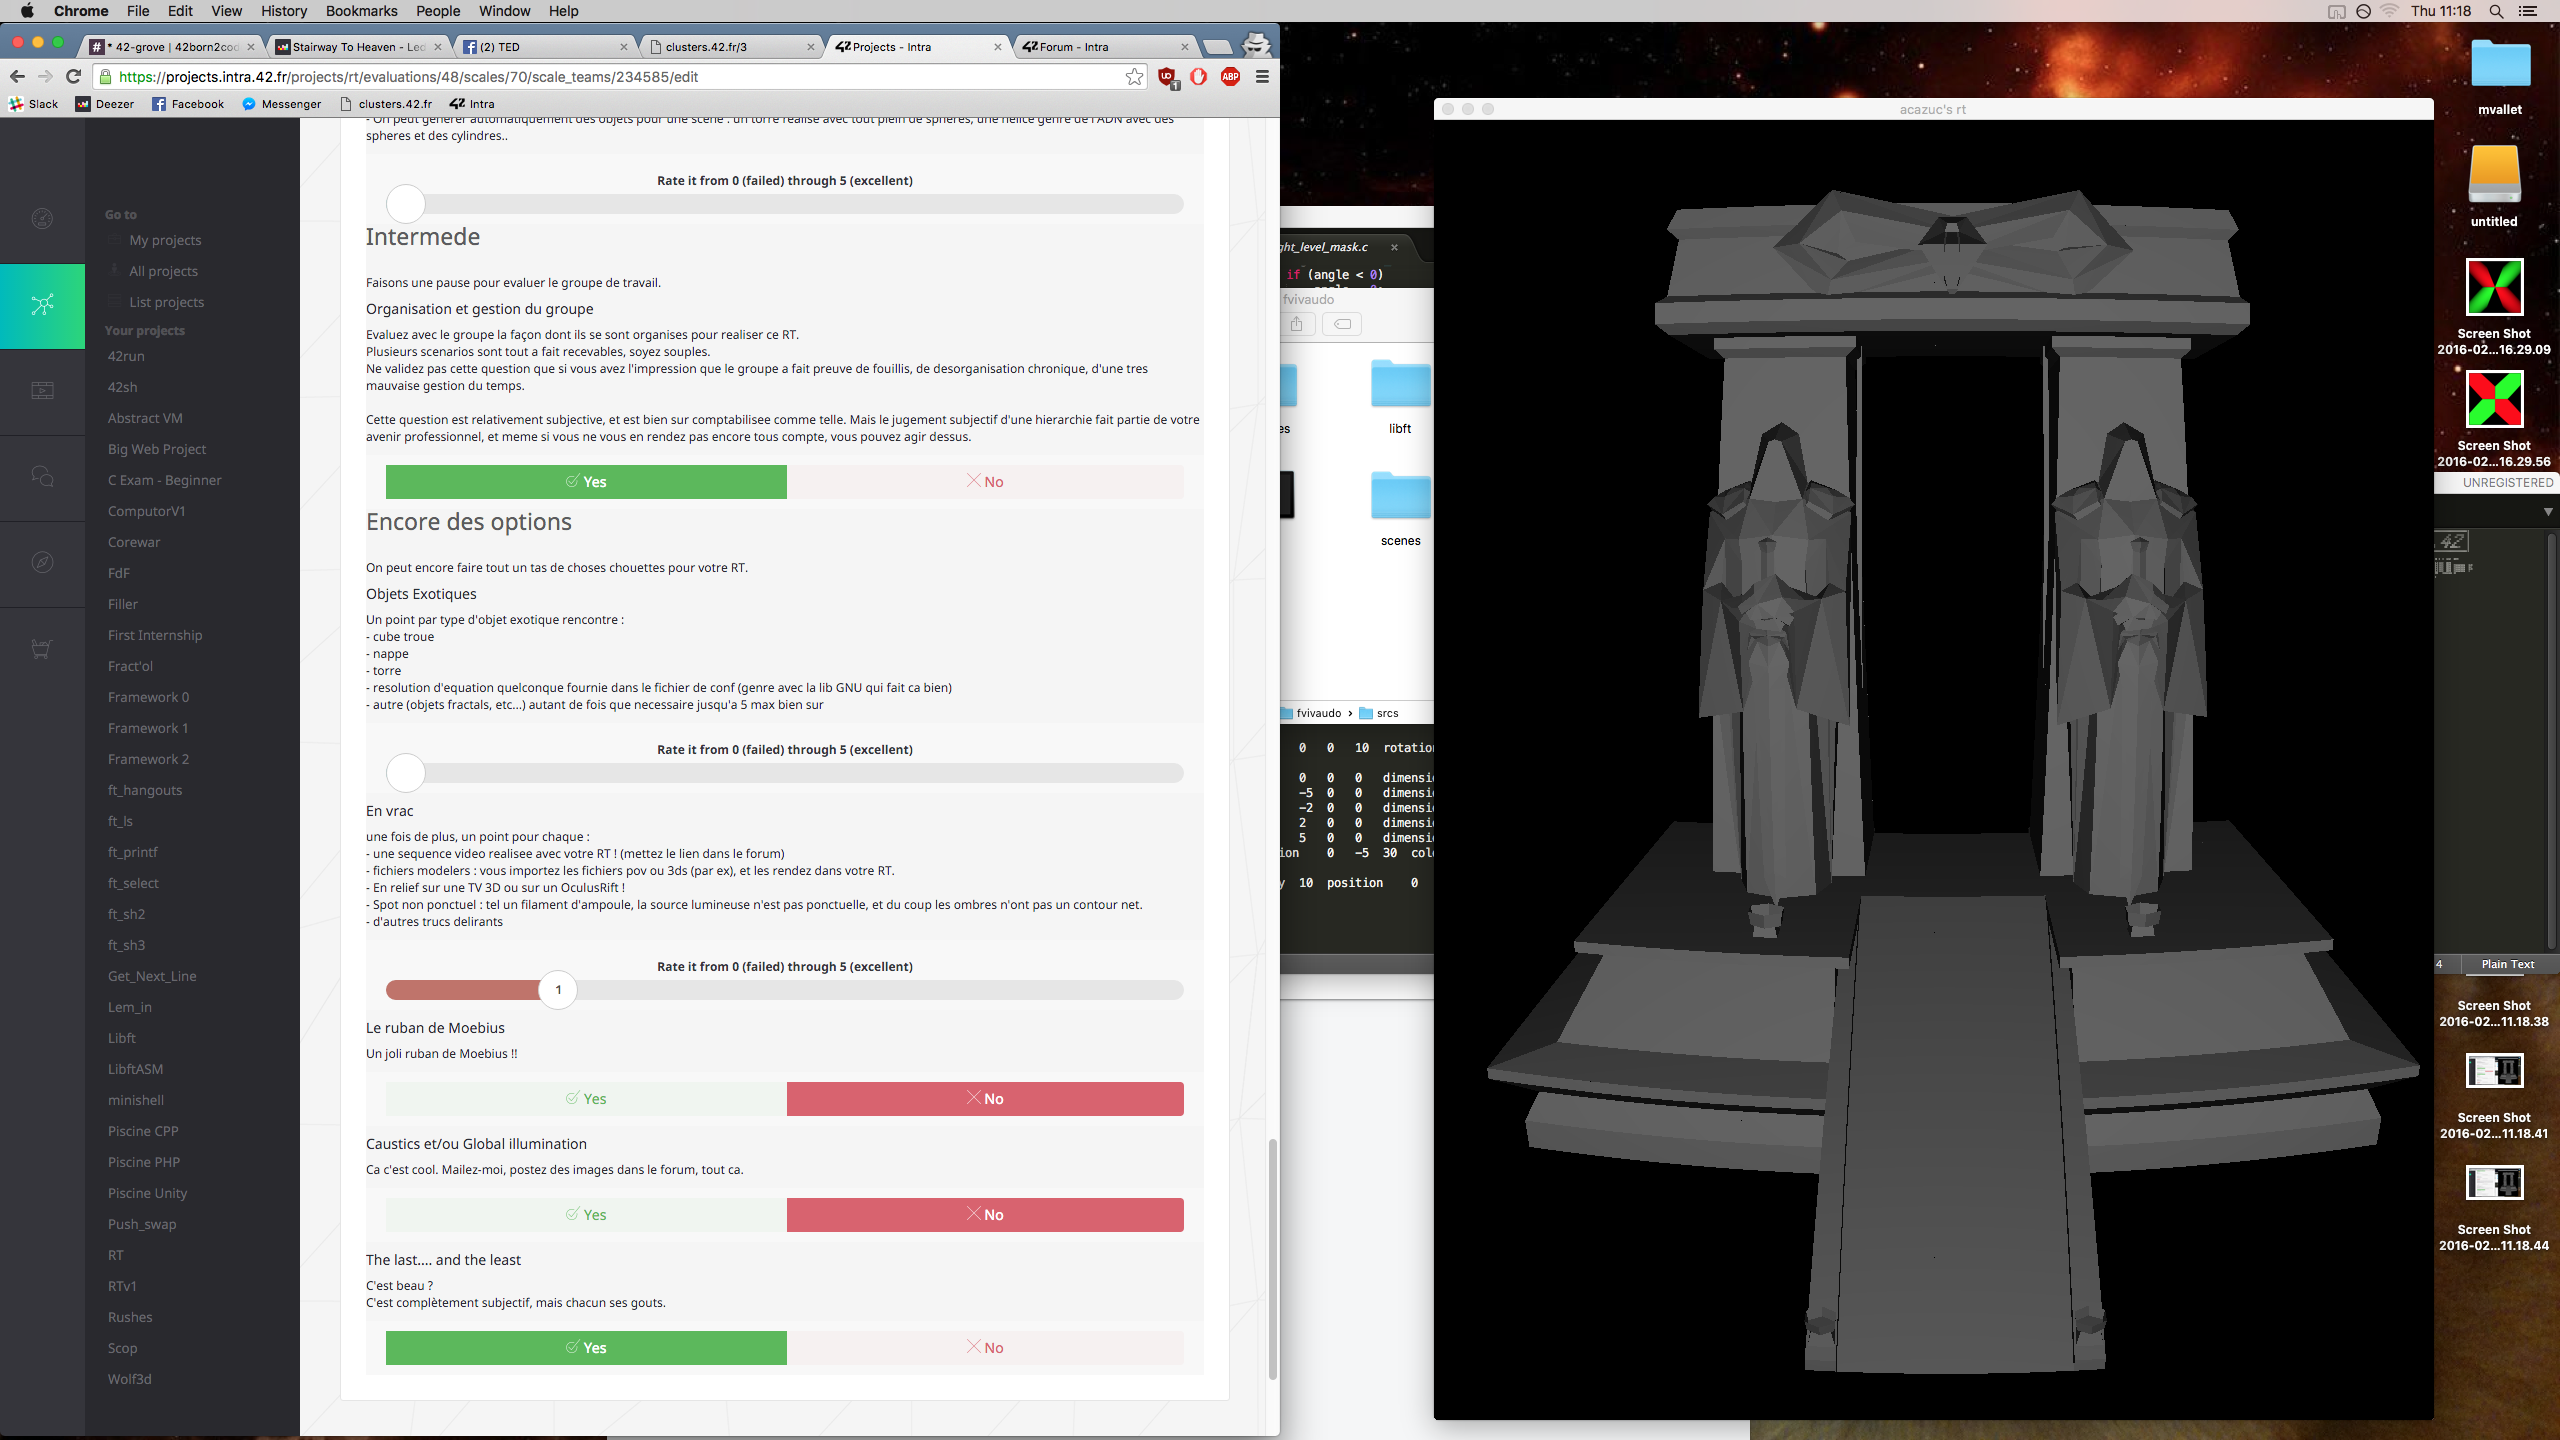 Chrome File Edit View History Bookmarks People Window Help
Thu 11:18
* 42-grove | 42born2cod
Stairway To Heaven - Led
(2) TED
clusters.42.fr/3
Projects - Intra
Forum - Intra
https://projects.intra.42.fr/projects/rt/evaluations/48/scales/70/scale_teams/234585/edit
Slack Deezer Facebook Messenger clusters.42.fr Intra
Go to
My projects
All projects
List projects
Your projects
42run
42sh
Abstract VM
Big Web Project
C Exam - Beginner
ComputorV1
Corewar
FdF
Filler
First Internship
Fract'ol
Framework 0
Framework 1
Framework 2
ft_hangouts
ft_ls
ft_printf
ft_select
ft_sh2
ft_sh3
Get_Next_Line
Lem_in
Libft
LibftASM
minishell
Piscine CPP
Piscine PHP
Piscine Unity
Push_swap
RT
RTv1
Rushes
Scop
Wolf3d
- On peut generer automatiquement des objets pour une scene : un torre realise avec tout plein de spheres, une helice genre de l'ADN avec des
spheres et des cylindres..
Rate it from 0 (failed) through 5 (excellent)
Intermede
Faisons une pause pour evaluer le groupe de travail.
Organisation et gestion du groupe
Evaluez avec le groupe la façon dont ils se sont organises pour realiser ce RT.
Plusieurs scenarios sont tout a fait recevables, soyez souples.
Ne validez pas cette question que si vous avez l'impression que le groupe a fait preuve de fouillis, de desorganisation chronique, d'une tres
mauvaise gestion du temps.
Cette question est relativement subjective, et est bien sur comptabilisee comme telle. Mais le jugement subjectif d'une hierarchie fait partie de votre
avenir professionnel, et meme si vous ne vous en rendez pas encore tous compte, vous pouvez agir dessus.
Yes No
Encore des options
On peut encore faire tout un tas de choses chouettes pour votre RT.
Objets Exotiques
Un point par type d'objet exotique rencontre :
- cube troue
- nappe
- torre
- resolution d'equation quelconque fournie dans le fichier de conf (genre avec la lib GNU qui fait ca bien)
- autre (objets fractals, etc...) autant de fois que necessaire jusqu'a 5 max bien sur
Rate it from 0 (failed) through 5 (excellent)
En vrac
une fois de plus, un point pour chaque :
- une sequence video realisee avec votre RT ! (mettez le lien dans le forum)
- fichiers modelers : vous importez les fichiers pov ou 3ds (par ex), et les rendez dans votre RT.
- En relief sur une TV 3D ou sur un OculusRift !
- Spot non ponctuel : tel un filament d'ampoule, la source lumineuse n'est pas ponctuelle, et du coup les ombres n'ont pas un contour net.
- d'autres trucs delirants
Rate it from 0 (failed) through 5 (excellent)
1
Le ruban de Moebius
Un joli ruban de Moebius !!
Yes No
Caustics et/ou Global illumination
Ca c'est cool. Mailez-moi, postez des images dans le forum, tout ca.
Yes No
The last.... and the least
C'est beau ?
C'est complètement subjectif, mais chacun ses gouts.
Yes No
ght_level_mask.c
if (angle < 0)
fvivaudo
es
libft
scenes
fvivaudo › srcs
0 0 10 rotatio
0 0 0 dimensi
-5 0 0 dimensi
-2 0 0 dimensi
2 0 0 dimensi
5 0 0 dimensi
ion 0 -5 30 col
y 10 position 0
acazuc's rt
mvallet
untitled
Screen Shot
2016-02...16.29.09
Screen Shot
2016-02...16.29.56
UNREGISTERED
42
4 Plain Text
Screen Shot
2016-02...11.18.38
Screen Shot
2016-02...11.18.41
Screen Shot
2016-02...11.18.44